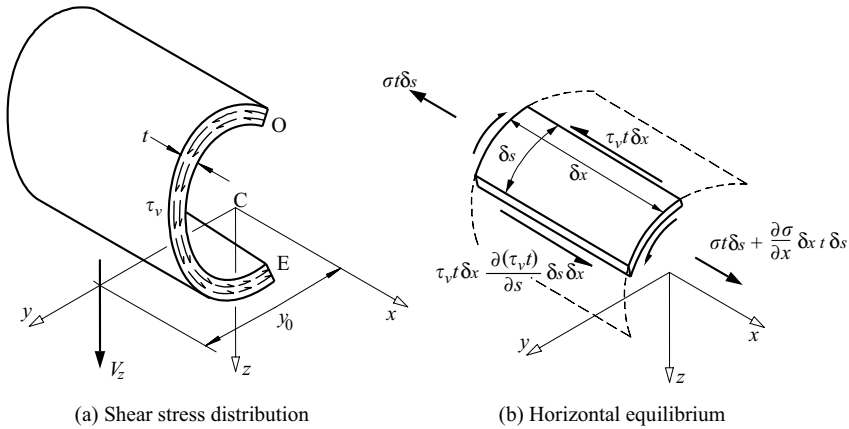 O
t
τv
C
E
y
y0
x
z
Vz
(a) Shear stress distribution
σtδs
τvtδx
δs
δx
σtδs + ∂σ/∂x δx t δs
τvtδx ∂(τvt)/∂s δs δx
y
x
z
(b) Horizontal equilibrium